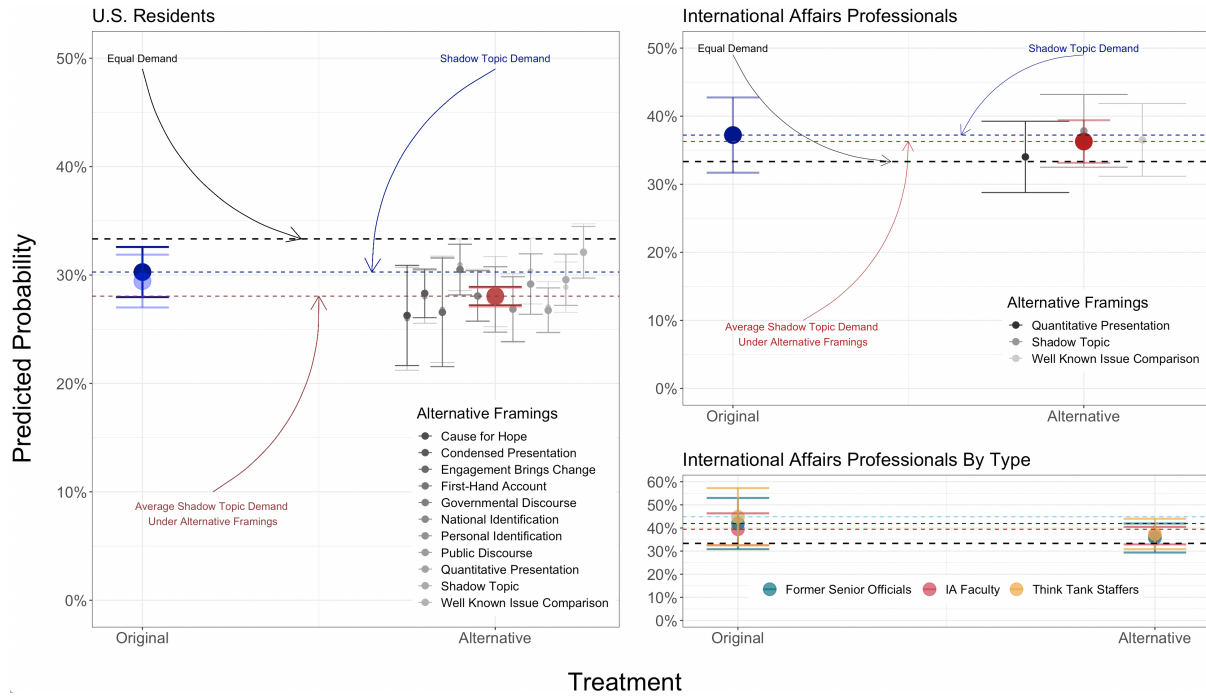 U.S. Residents
Equal Demand
Shadow Topic Demand
50%
40%
30%
20%
10%
0%
Average Shadow Topic Demand
Under Alternative Framings
Alternative Framings
Cause for Hope
Condensed Presentation
Engagement Brings Change
First-Hand Account
Governmental Discourse
National Identification
Personal Identification
Public Discourse
Quantitative Presentation
Shadow Topic
Well Known Issue Comparison
Original
Alternative
Predicted Probability
International Affairs Professionals
Equal Demand
Shadow Topic Demand
50%
40%
30%
20%
10%
0%
Average Shadow Topic Demand
Under Alternative Framings
Alternative Framings
Quantitative Presentation
Shadow Topic
Well Known Issue Comparison
Original
Alternative
International Affairs Professionals By Type
60%
50%
40%
30%
20%
10%
0%
Former Senior Officials
IA Faculty
Think Tank Staffers
Original
Alternative
Treatment